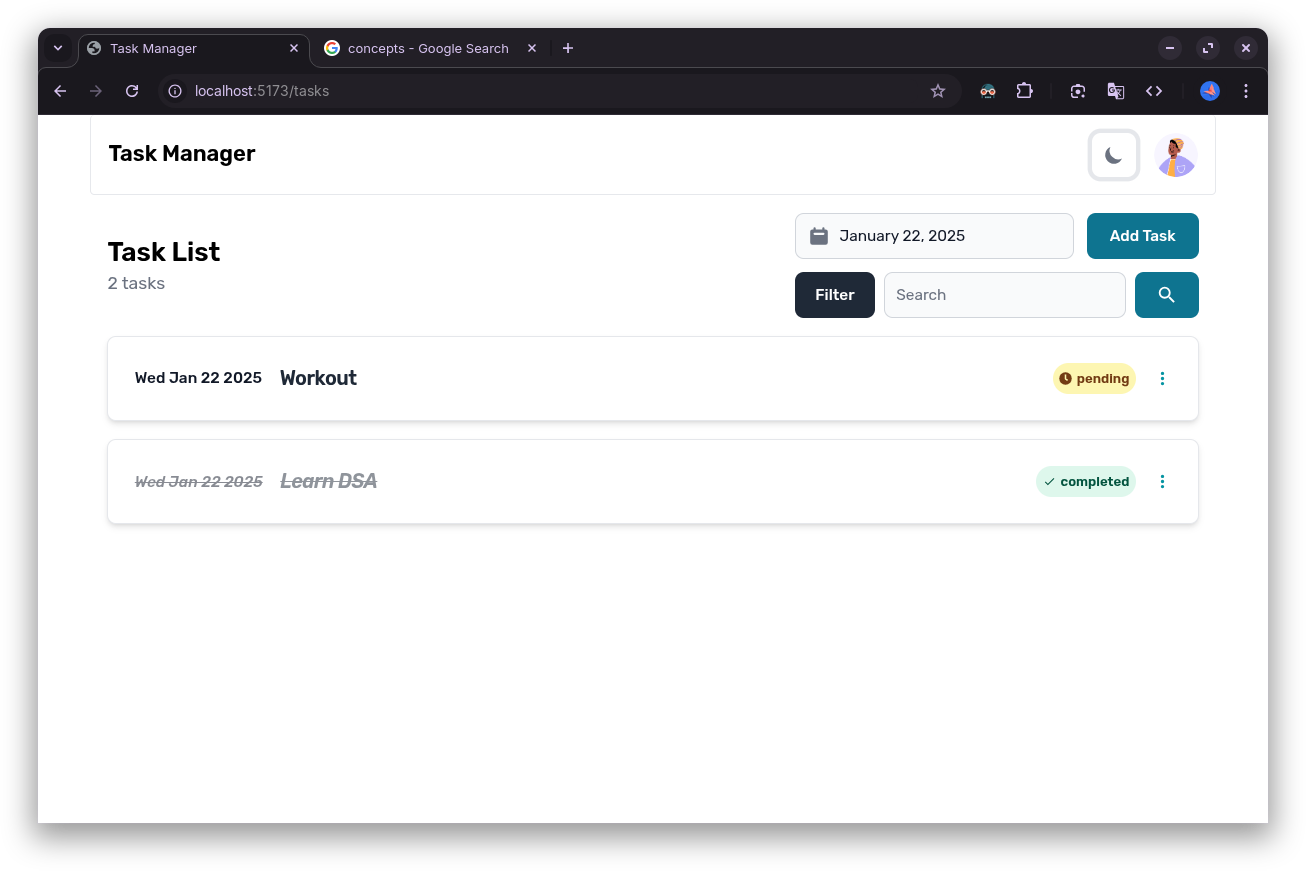 Task Manager
concepts - Google Search
localhost:5173/tasks
Task Manager
Task List
2 tasks
January 22, 2025
Add Task
Filter
Search
Wed Jan 22 2025 Workout
pending
Wed Jan 22 2025 Learn DSA
completed